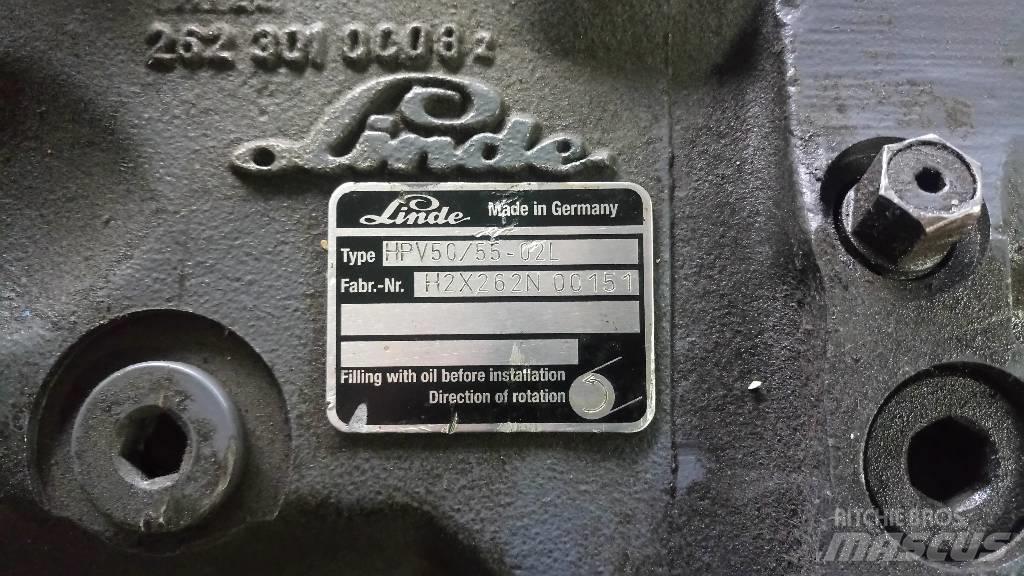 262 301 0008 2
Linde
Linde Made in Germany
Type HPV50/55-02L
Fabr.-Nr. H2X262N 00151
Filling with oil before installation
Direction of rotation
RITCHIE BROS.
MASCUS